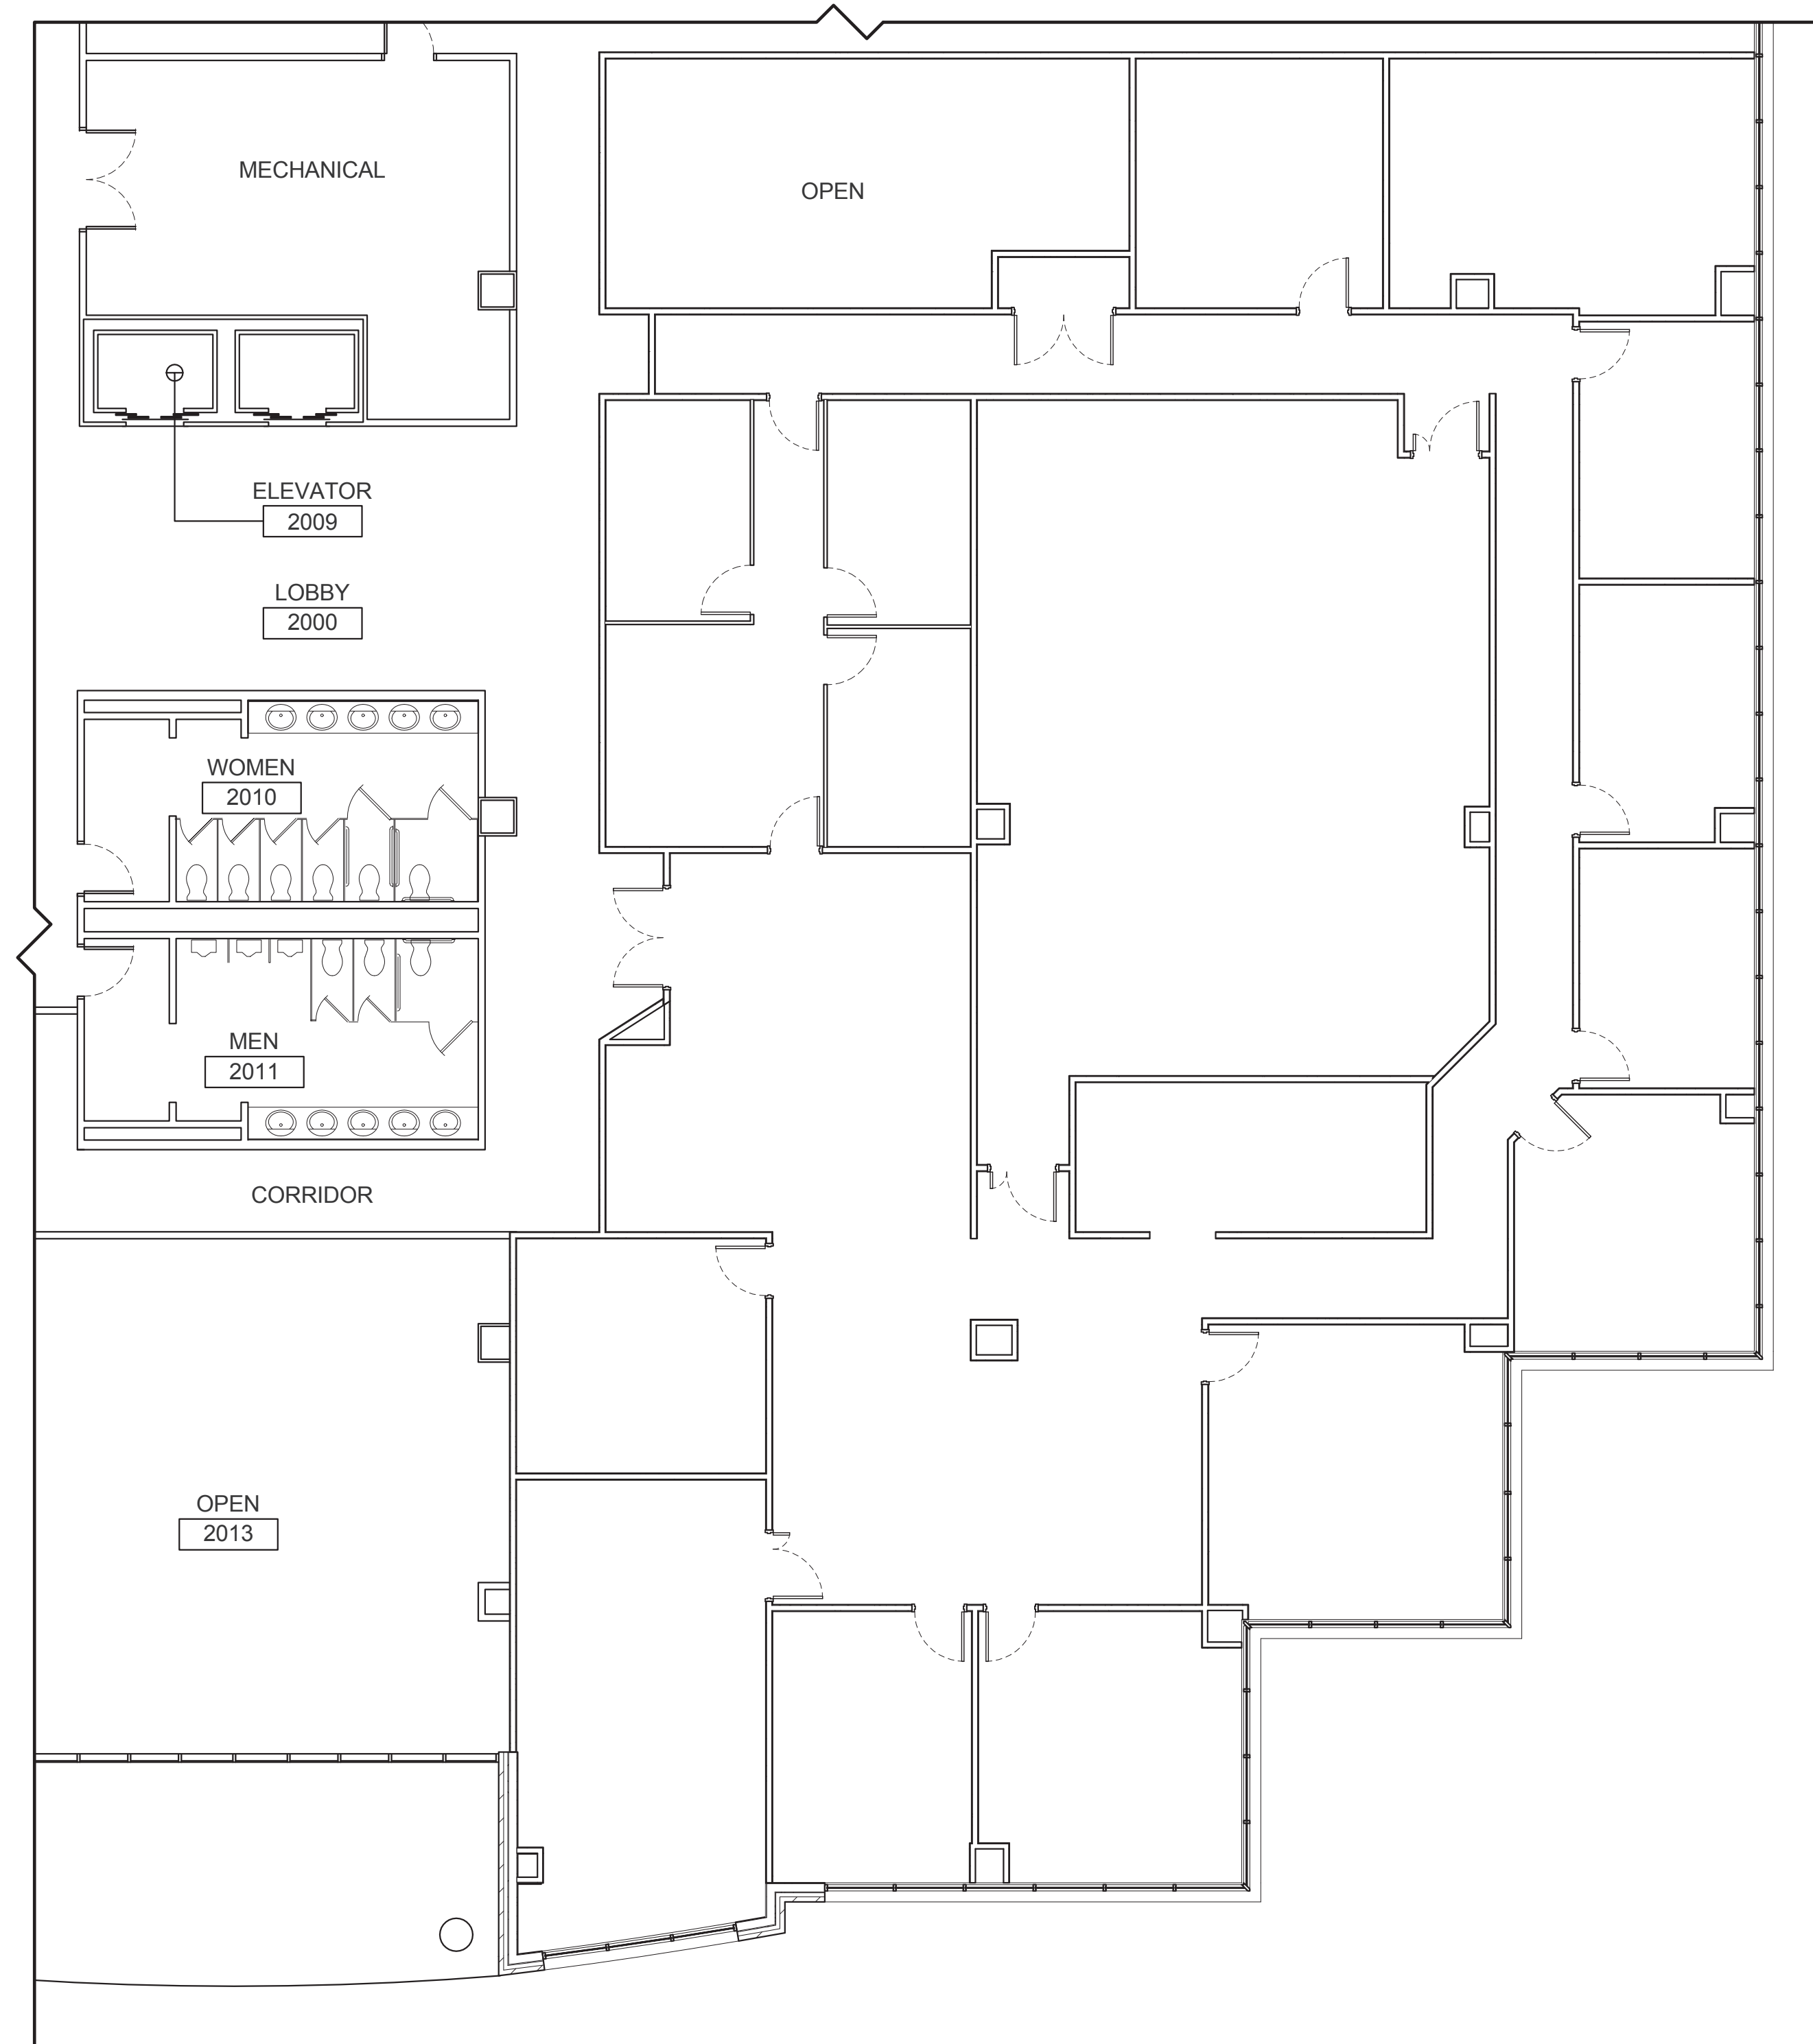 MECHANICAL
OPEN
ELEVATOR
2009
LOBBY
2000
WOMEN
2010
MEN
2011
CORRIDOR
OPEN
2013